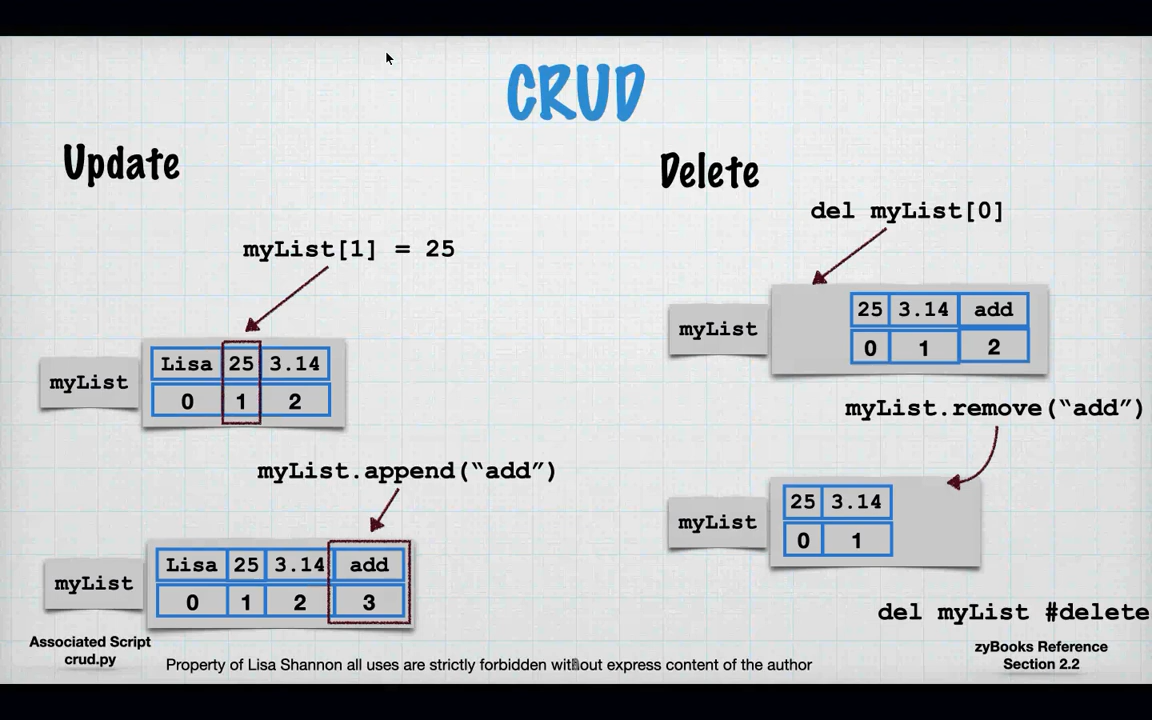 CRUD
Update
myList[1] = 25
myList
Lisa 25 3.14
0 1 2
myList.append(“add”)
myList
Lisa 25 3.14 add
0 1 2 3
Associated Script
crud.py
Delete
del myList[0]
myList
25 3.14 add
0 1 2
myList.remove(“add”)
myList
25 3.14
0 1
del myList #delete
zyBooks Reference
Section 2.2
Property of Lisa Shannon all uses are strictly forbidden without express content of the author